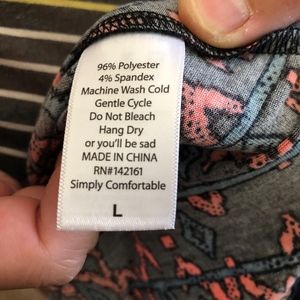 96% Polyester
4% Spandex
Machine Wash Cold
Gentle Cycle
Do Not Bleach
Hang Dry
or you'll be sad
MADE IN CHINA
RN#142161
Simply Comfortable
L